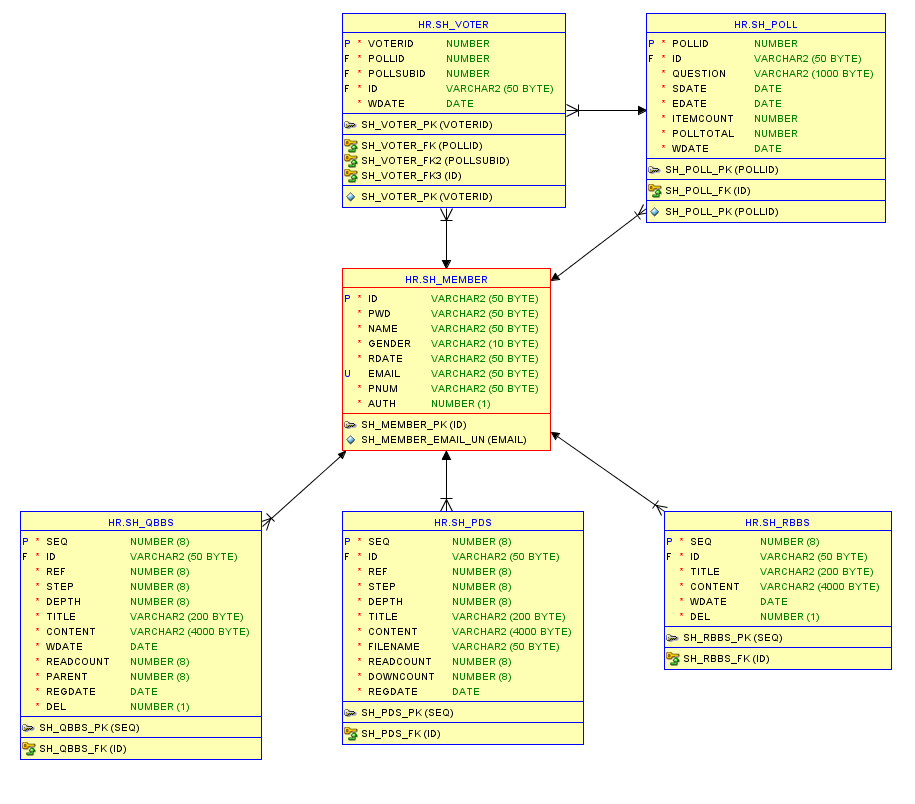 HR.SH_VOTER
P * VOTERID NUMBER
F * POLLID NUMBER
F * POLLSUBID NUMBER
F * ID VARCHAR2 (50 BYTE)
* WDATE DATE
SH_VOTER_PK (VOTERID)
SH_VOTER_FK (POLLID)
SH_VOTER_FK2 (POLLSUBID)
SH_VOTER_FK3 (ID)
SH_VOTER_PK (VOTERID)
HR.SH_POLL
P * POLLID NUMBER
F * ID VARCHAR2 (50 BYTE)
* QUESTION VARCHAR2 (1000 BYTE)
* SDATE DATE
* EDATE DATE
* ITEMCOUNT NUMBER
* POLLTOTAL NUMBER
* WDATE DATE
SH_POLL_PK (POLLID)
SH_POLL_FK (ID)
SH_POLL_PK (POLLID)
HR.SH_MEMBER
P * ID VARCHAR2 (50 BYTE)
* PWD VARCHAR2 (50 BYTE)
* NAME VARCHAR2 (50 BYTE)
* GENDER VARCHAR2 (10 BYTE)
* RDATE VARCHAR2 (50 BYTE)
U EMAIL VARCHAR2 (50 BYTE)
* PNUM VARCHAR2 (50 BYTE)
* AUTH NUMBER (1)
SH_MEMBER_PK (ID)
SH_MEMBER_EMAIL_UN (EMAIL)
HR.SH_QBBS
P * SEQ NUMBER (8)
F * ID VARCHAR2 (50 BYTE)
* REF NUMBER (8)
* STEP NUMBER (8)
* DEPTH NUMBER (8)
* TITLE VARCHAR2 (200 BYTE)
* CONTENT VARCHAR2 (4000 BYTE)
* WDATE DATE
* READCOUNT NUMBER (8)
* PARENT NUMBER (8)
* REGDATE DATE
* DEL NUMBER (1)
SH_QBBS_PK (SEQ)
SH_QBBS_FK (ID)
HR.SH_PDS
P * SEQ NUMBER (8)
F * ID VARCHAR2 (50 BYTE)
* REF NUMBER (8)
* STEP NUMBER (8)
* DEPTH NUMBER (8)
* TITLE VARCHAR2 (200 BYTE)
* CONTENT VARCHAR2 (4000 BYTE)
* FILENAME VARCHAR2 (50 BYTE)
* READCOUNT NUMBER (8)
* DOWNCOUNT NUMBER (8)
* REGDATE DATE
SH_PDS_PK (SEQ)
SH_PDS_FK (ID)
HR.SH_RBBS
P * SEQ NUMBER (8)
F * ID VARCHAR2 (50 BYTE)
* TITLE VARCHAR2 (200 BYTE)
* CONTENT VARCHAR2 (4000 BYTE)
* WDATE DATE
* DEL NUMBER (1)
SH_RBBS_PK (SEQ)
SH_RBBS_FK (ID)